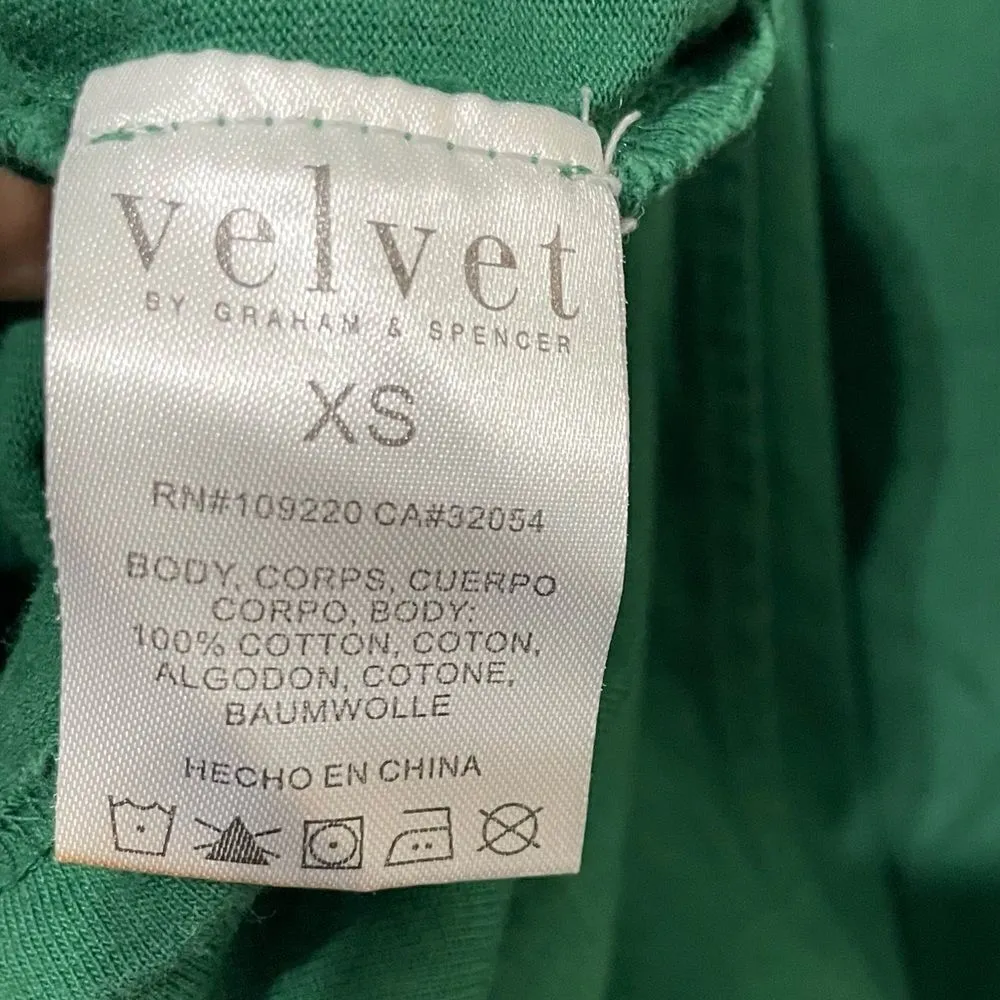 velvet
BY GRAHAM & SPENCER
XS
RN#109220 CA#32054
BODY, CORPS, CUERPO
CORPO, BODY:
100% COTTON, COTON,
ALGODON, COTONE,
BAUMWOLLE
HECHO EN CHINA